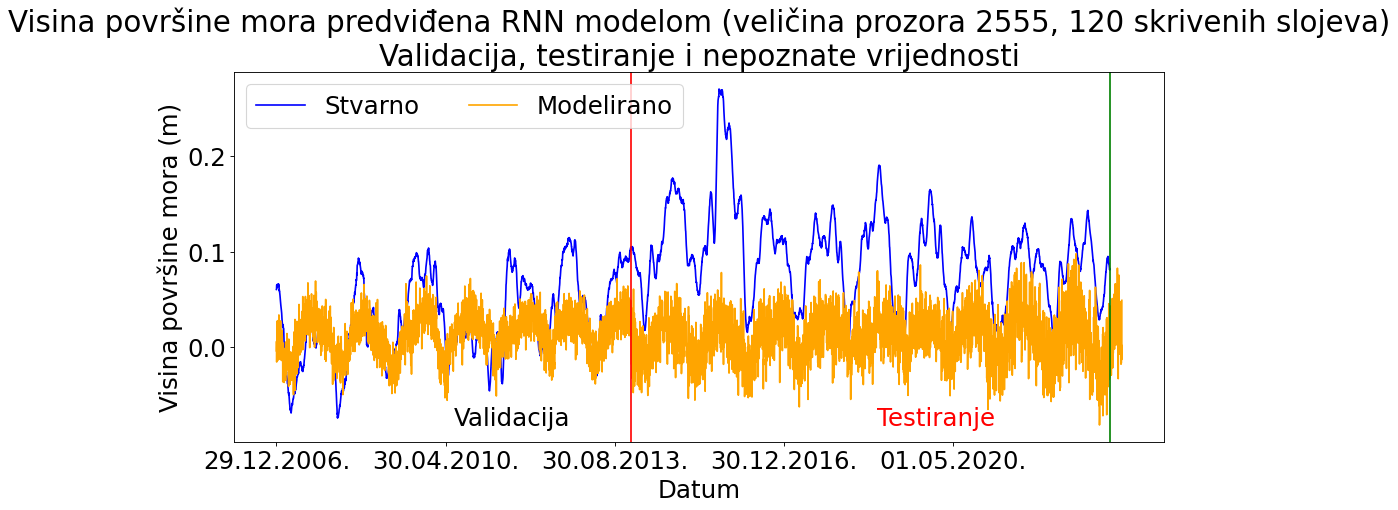 Visina površine mora predviđena RNN modelom (veličina prozora 2555, 120 skrivenih slojeva)
Validacija, testiranje i nepoznate vrijednosti
Stvarno
Modelirano
Visina površine mora (m)
0.2
0.1
0.0
Validacija
Testiranje
29.12.2006.
30.04.2010.
30.08.2013.
30.12.2016.
01.05.2020.
Datum